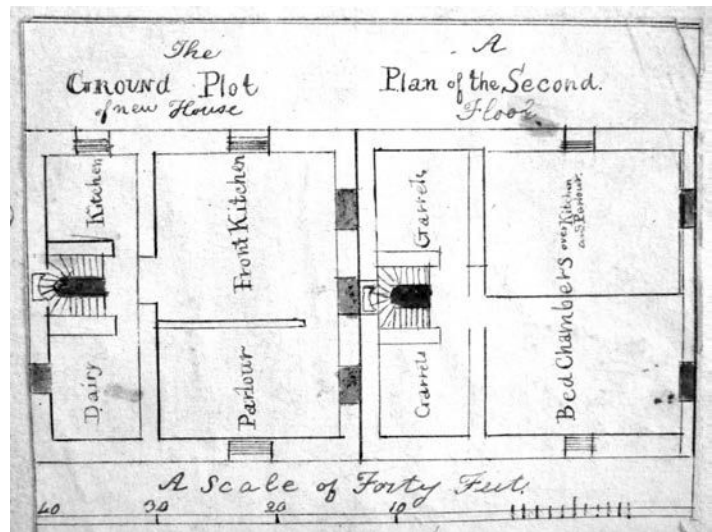 The
GROUND Plot
of new House
A
Plan of the Second.
Floor.
Kitchen
Front Kitchen
Dairy
Parlour
Garrets
Garrets
Bed Chambers over Kitchen
and Parlour.
A Scale of Forty Feet.
40 30 20 10